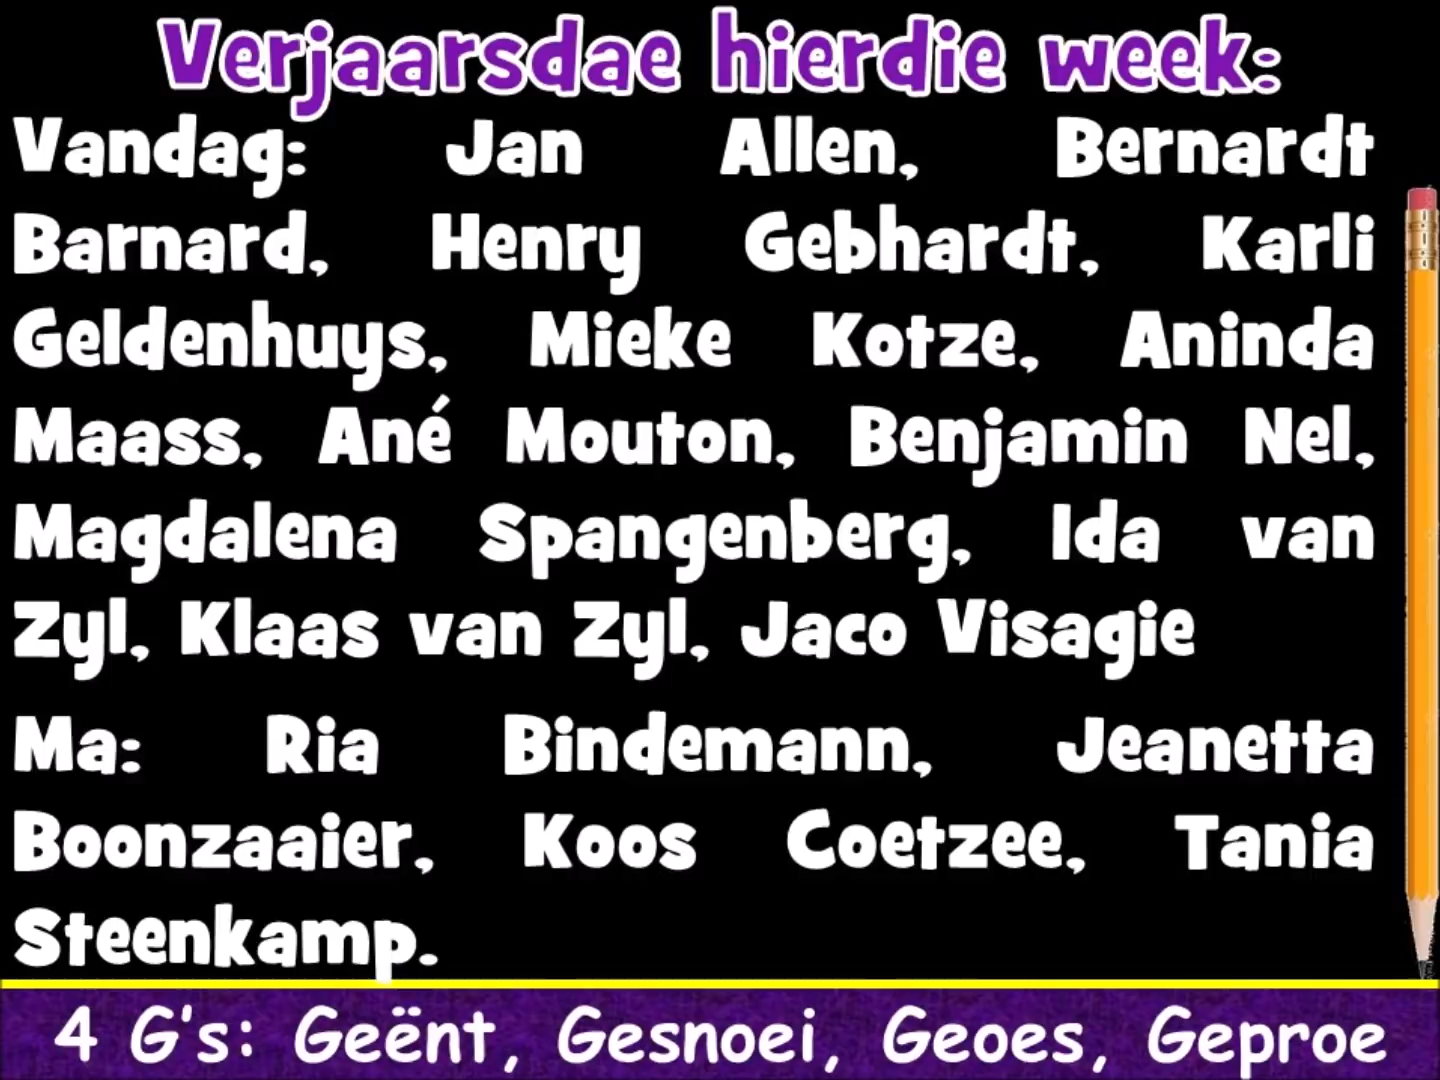 Verjaarsdae hierdie week:
Vandag: Jan Allen, Bernardt
Barnard, Henry Gebhardt, Karli
Geldenhuys, Mieke Kotze, Aninda
Maass, Ané Mouton, Benjamin Nel,
Magdalena Spangenberg, Ida van
Zyl, Klaas van Zyl, Jaco Visagie
Ma: Ria Bindemann, Jeanetta
Boonzaaier, Koos Coetzee, Tania
Steenkamp.
4 G's: Geënt, Gesnoei, Geoes, Geproe